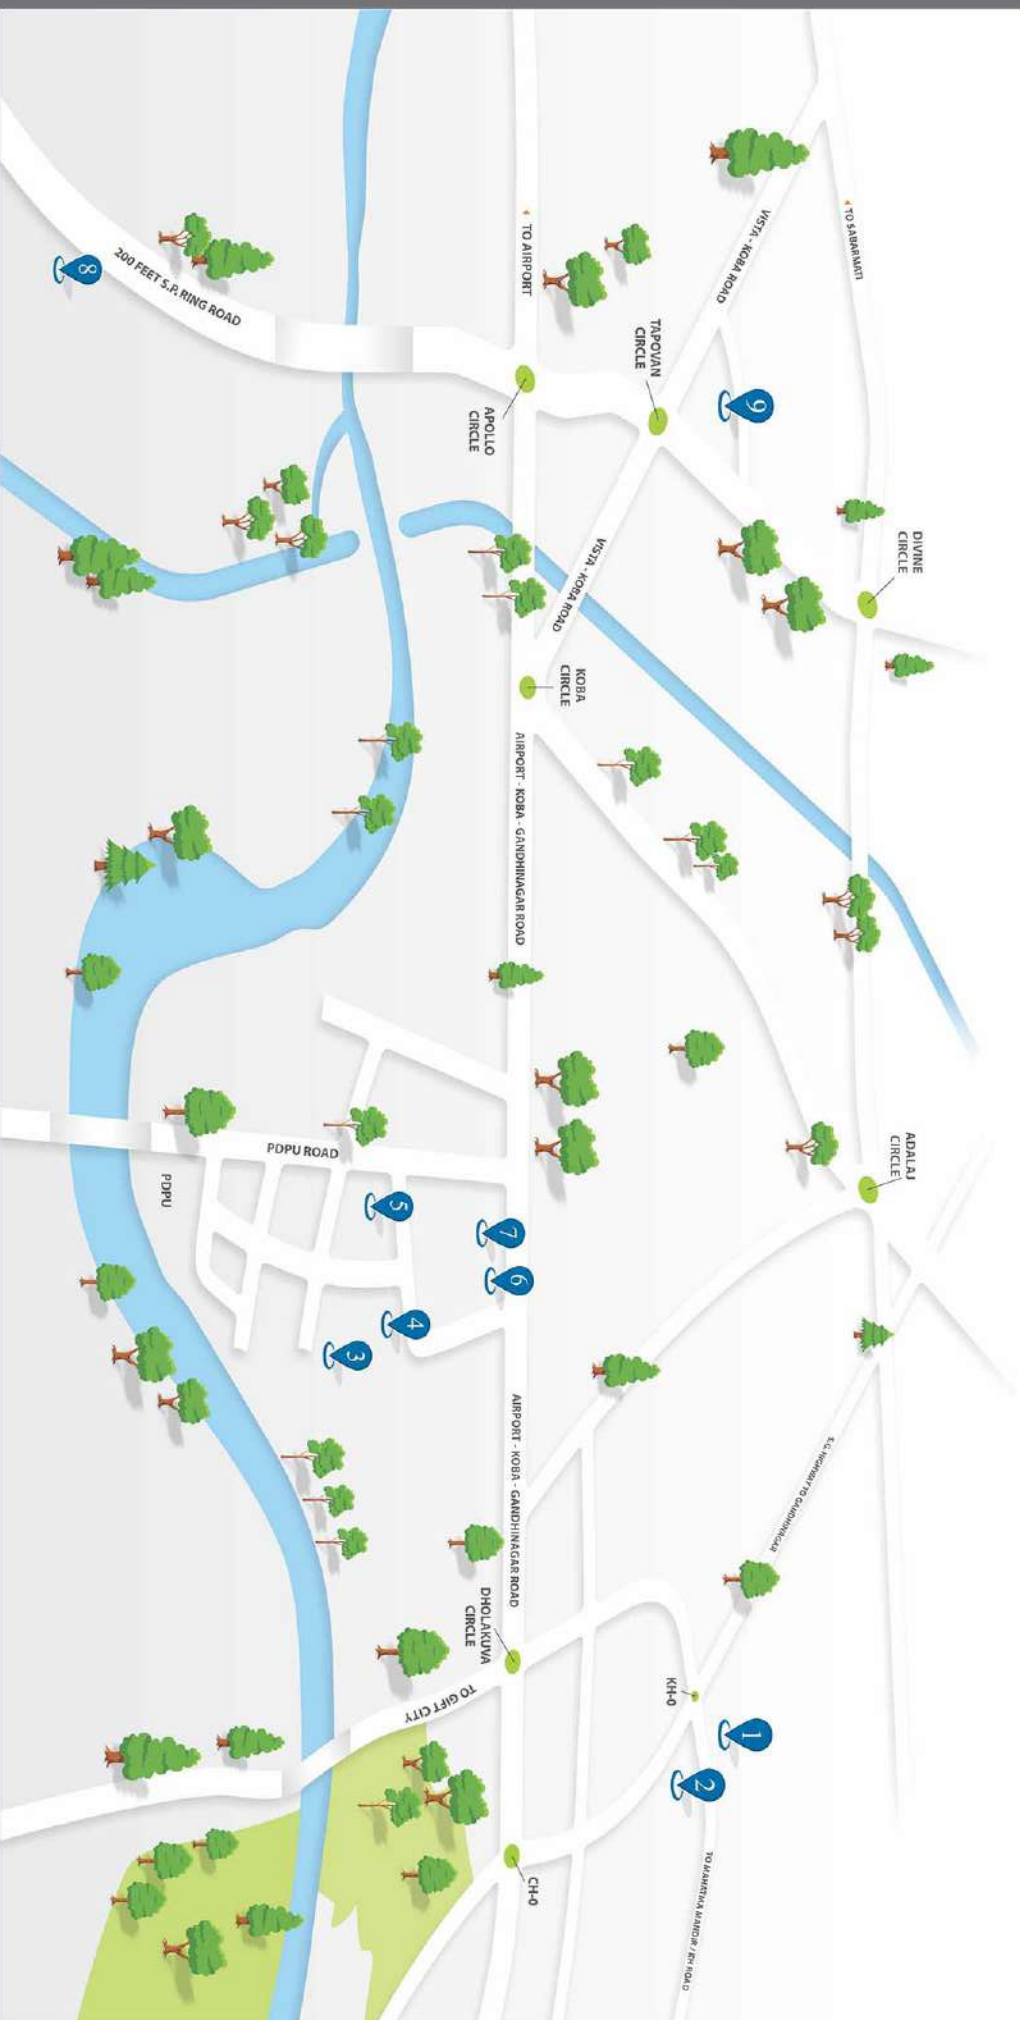 DIVINE
CIRCLE
ADALAJ
CIRCLE
◂ TO SABARMATI
S.G. HIGHWAY TO GANDHINAGAR
VISTA - KOBA ROAD
9
1
2
TO MAHATMA MANDIR / KH ROAD
KH-0
TAPOVAN
CIRCLE
VISTA - KOBA ROAD
KOBA
CIRCLE
◂ TO AIRPORT
AIRPORT - KOBA - GANDHINAGAR ROAD
AIRPORT - KOBA - GANDHINAGAR ROAD
CH-0
7
6
APOLLO
CIRCLE
DHOLAKUVA
CIRCLE
TO GIFT CITY
5
4
3
PDPU ROAD
PDPU
200 FEET S.P. RING ROAD
8